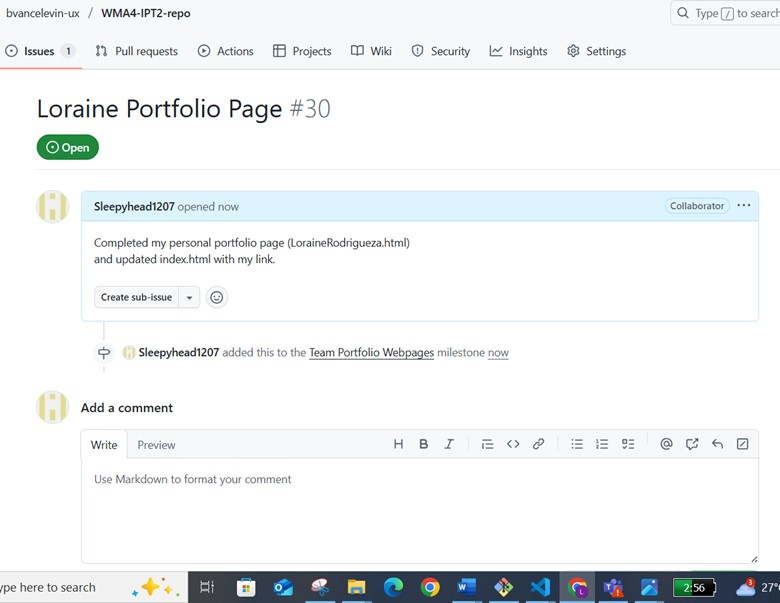 bvancelevin-ux / WMA4-IPT2-repo
Type / to search
Issues 1 Pull requests Actions Projects Wiki Security Insights Settings
Loraine Portfolio Page #30
Open
Sleepyhead1207 opened now Collaborator
Completed my personal portfolio page (LoraineRodrigueza.html)
and updated index.html with my link.
Create sub-issue
Sleepyhead1207 added this to the Team Portfolio Webpages milestone now
Add a comment
Write Preview
Use Markdown to format your comment
ype here to search 2:56 3 27°